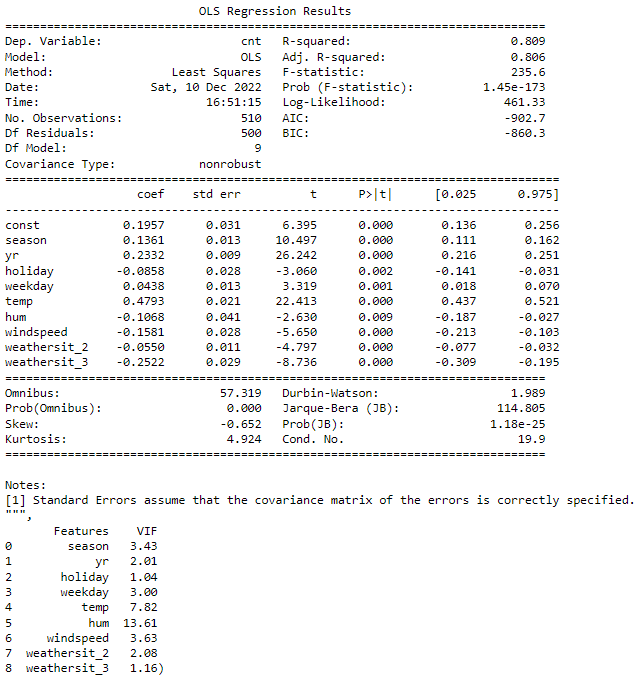 OLS Regression Results
==============================================================================
Dep. Variable:                    cnt   R-squared:                       0.809
Model:                            OLS   Adj. R-squared:                  0.806
Method:                 Least Squares   F-statistic:                     235.6
Date:                Sat, 10 Dec 2022   Prob (F-statistic):          1.45e-173
Time:                        16:51:15   Log-Likelihood:                 461.33
No. Observations:                 510   AIC:                            -902.7
Df Residuals:                     500   BIC:                            -860.3
Df Model:                           9
Covariance Type:            nonrobust
================================================================================
                   coef    std err          t      P>|t|      [0.025      0.975]
--------------------------------------------------------------------------------
const            0.1957      0.031      6.395      0.000       0.136       0.256
season           0.1361      0.013     10.497      0.000       0.111       0.162
yr               0.2332      0.009     26.242      0.000       0.216       0.251
holiday         -0.0858      0.028     -3.060      0.002      -0.141      -0.031
weekday          0.0438      0.013      3.319      0.001       0.018       0.070
temp             0.4793      0.021     22.413      0.000       0.437       0.521
hum             -0.1068      0.041     -2.630      0.009      -0.187      -0.027
windspeed       -0.1581      0.028     -5.650      0.000      -0.213      -0.103
weathersit_2    -0.0550      0.011     -4.797      0.000      -0.077      -0.032
weathersit_3    -0.2522      0.029     -8.736      0.000      -0.309      -0.195
==============================================================================
Omnibus:                       57.319   Durbin-Watson:                   1.989
Prob(Omnibus):                  0.000   Jarque-Bera (JB):              114.805
Skew:                          -0.652   Prob(JB):                     1.18e-25
Kurtosis:                       4.924   Cond. No.                         19.9
==============================================================================
Notes:
[1] Standard Errors assume that the covariance matrix of the errors is correctly specified.
""",
       Features    VIF
0        season   3.43
1            yr   2.01
2       holiday   1.04
3       weekday   3.00
4          temp   7.82
5           hum  13.61
6     windspeed   3.63
7  weathersit_2   2.08
8  weathersit_3   1.16)